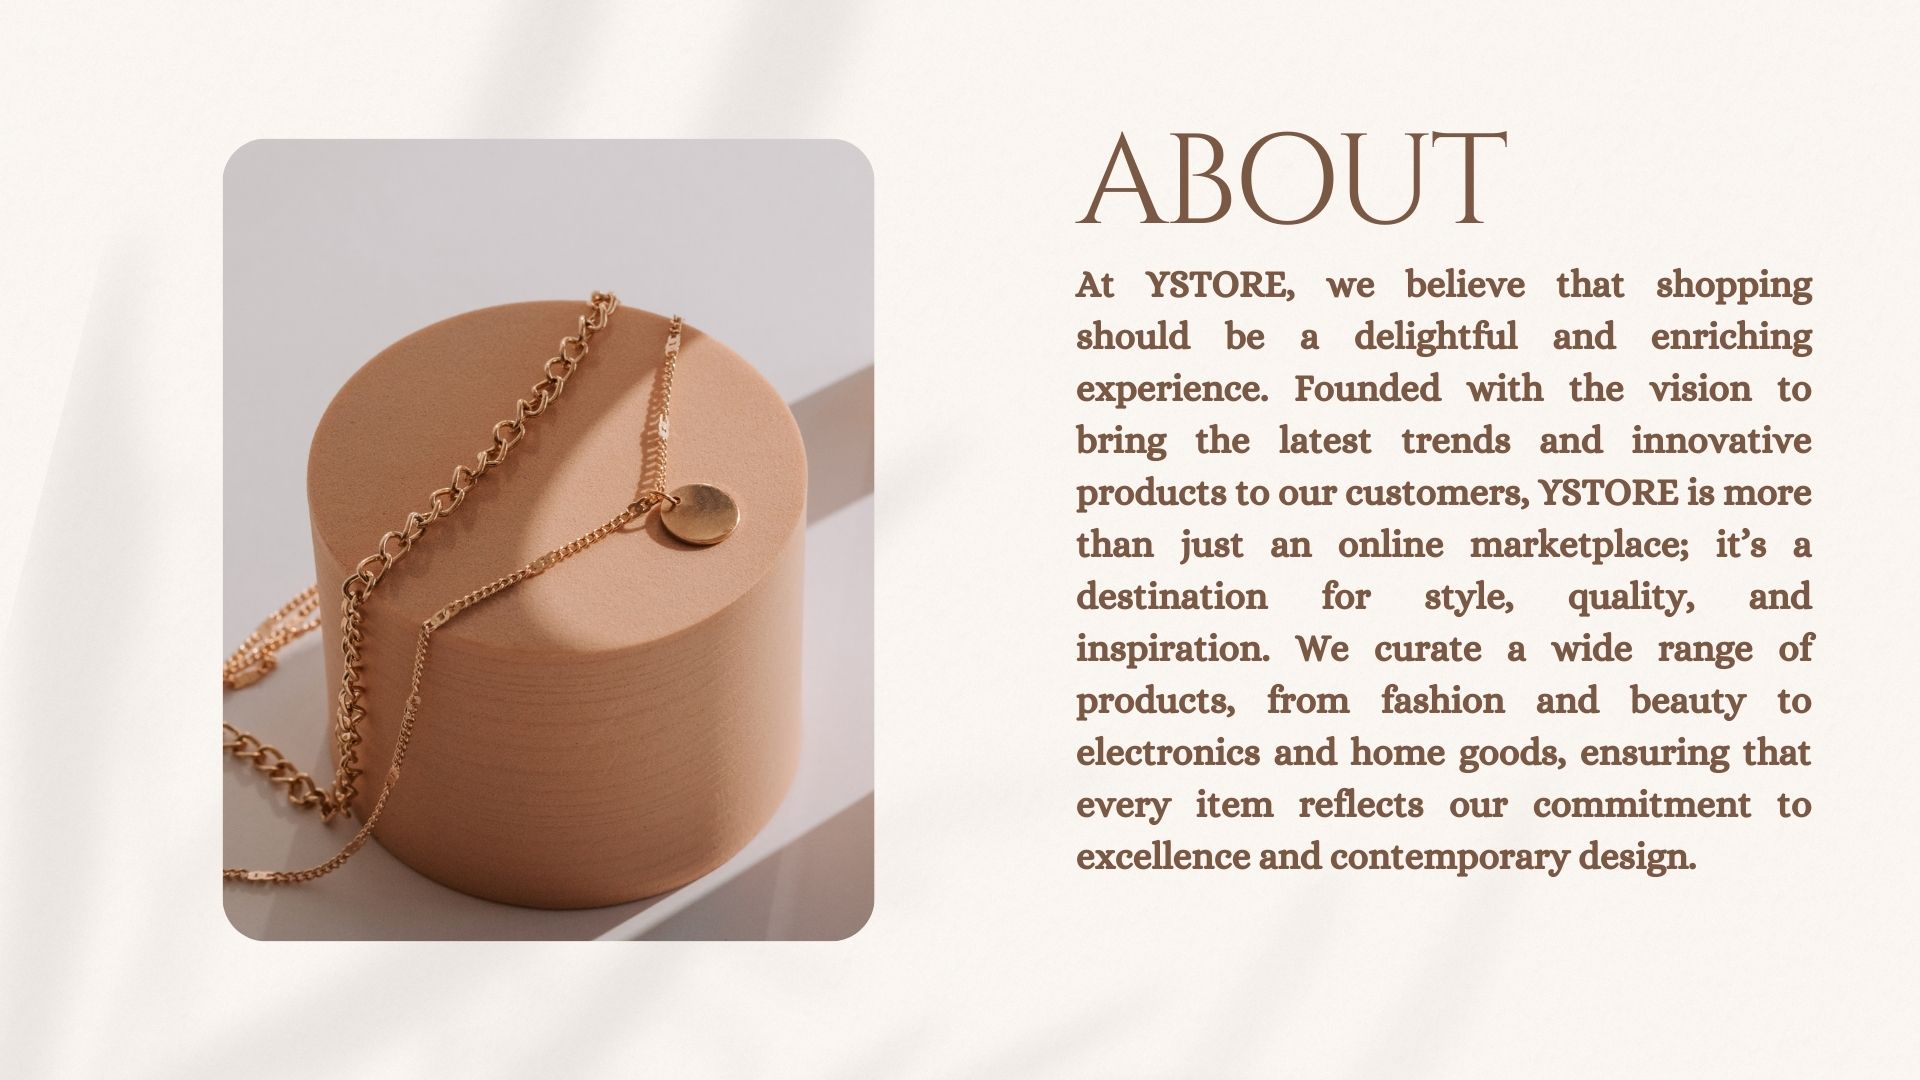 ABOUT
At YSTORE, we believe that shopping
should be a delightful and enriching
experience. Founded with the vision to
bring the latest trends and innovative
products to our customers, YSTORE is more
than just an online marketplace; it’s a
destination for style, quality, and
inspiration. We curate a wide range of
products, from fashion and beauty to
electronics and home goods, ensuring that
every item reflects our commitment to
excellence and contemporary design.